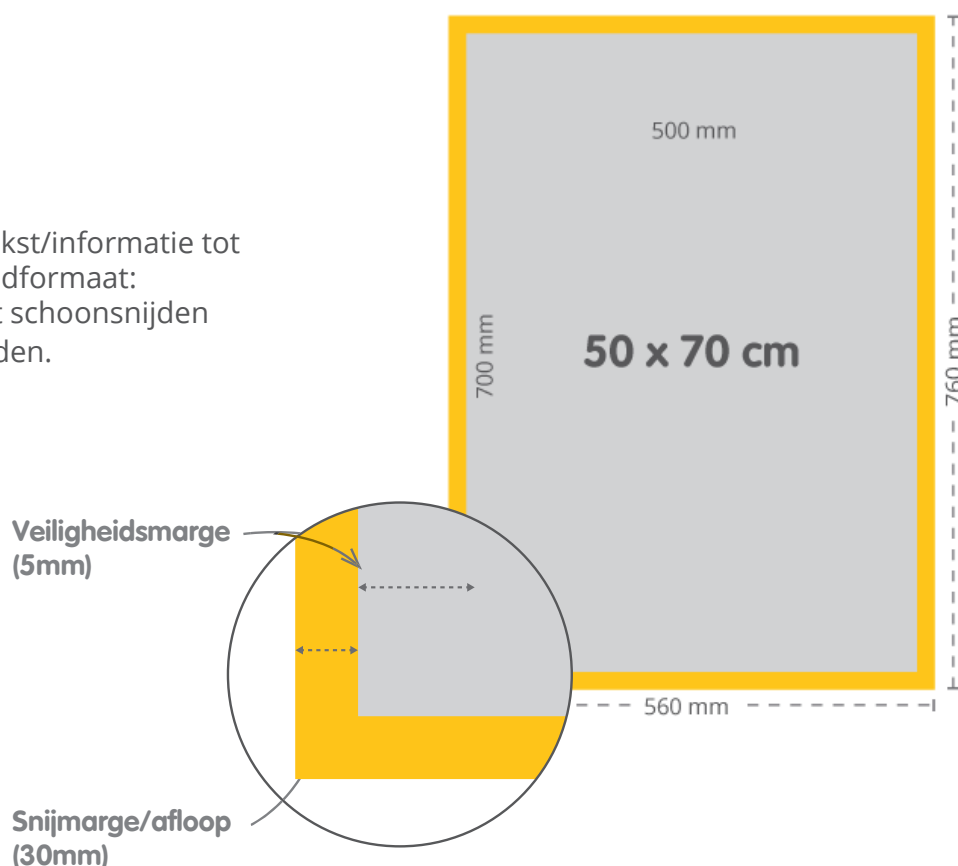 500 mm
kst/informatie tot
dformaat:
schoonsnijden
den.
700 mm
50 x 70 cm
760 mm
Veiligheidsmarge
(5mm)
560 mm
Snijmarge/afloop
(30mm)